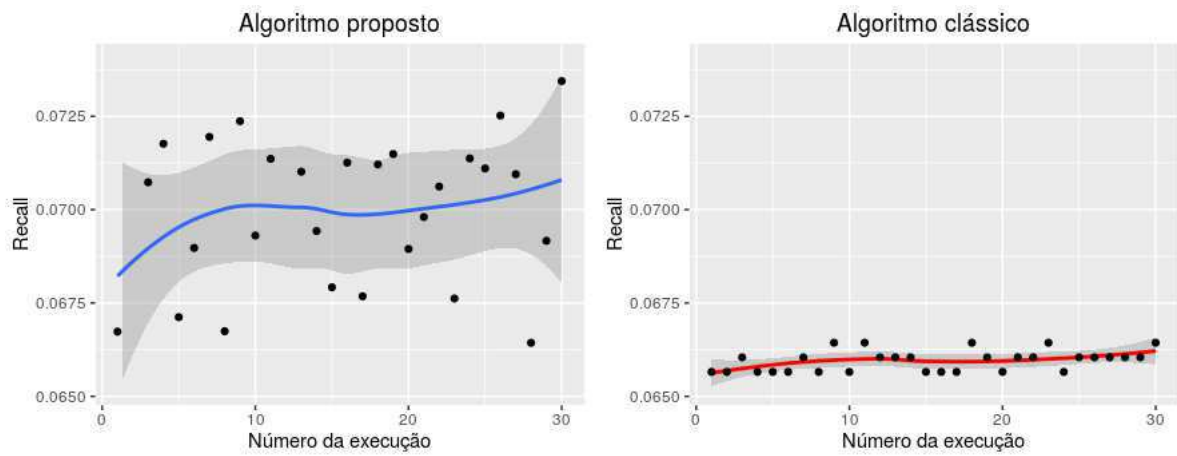 Algoritmo proposto
0.0725
0.0700
0.0675
0.0650
Recall
0 10 20 30
Número da execução
Algoritmo clássico
0.0725
0.0700
0.0675
0.0650
Recall
0 10 20 30
Número da execução